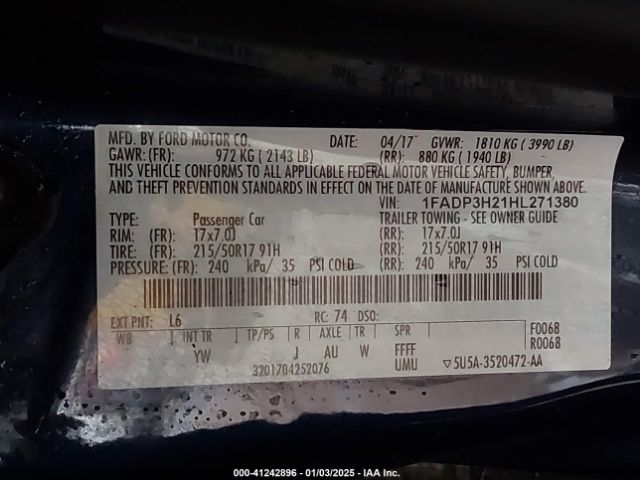 MFD. BY FORD MOTOR CO. DATE: 04/17 GVWR: 1810 KG ( 3990 LB)
GAWR: (FR) 972 KG ( 2143 LB) (RR): 880 KG ( 1940 LB)
THIS VEHICLE CONFORMS TO ALL APPLICABLE FEDERAL MOTOR VEHICLE SAFETY, BUMPER,
AND THEFT PREVENTION STANDARDS IN EFFECT ON THE DATE OF MANUFACTURE SHOWN ABOVE.
VIN: 1FADP3H21HL271380
TYPE: Passenger Car TRAILER TOWING - SEE OWNER GUIDE
RIM: (FR): 17x7.0J (RR): 17x7.0J
TIRE: (FR): 215/50R17 91H (RR): 215/50R17 91H
PRESSURE: (FR): 240 kPa/ 35 PSI COLD (RR): 240 kPa/ 35 PSI COLD
EXT PNT: L6 RC: 74 DSO: F0068
WB INT TR TP/PS R AXLE TR SPR R0068
YW J AU W FFFF
3201704252076 UMU ▽5U5A-3520472-AA
000-41242896 - 01/03/2025 - IAA Inc.